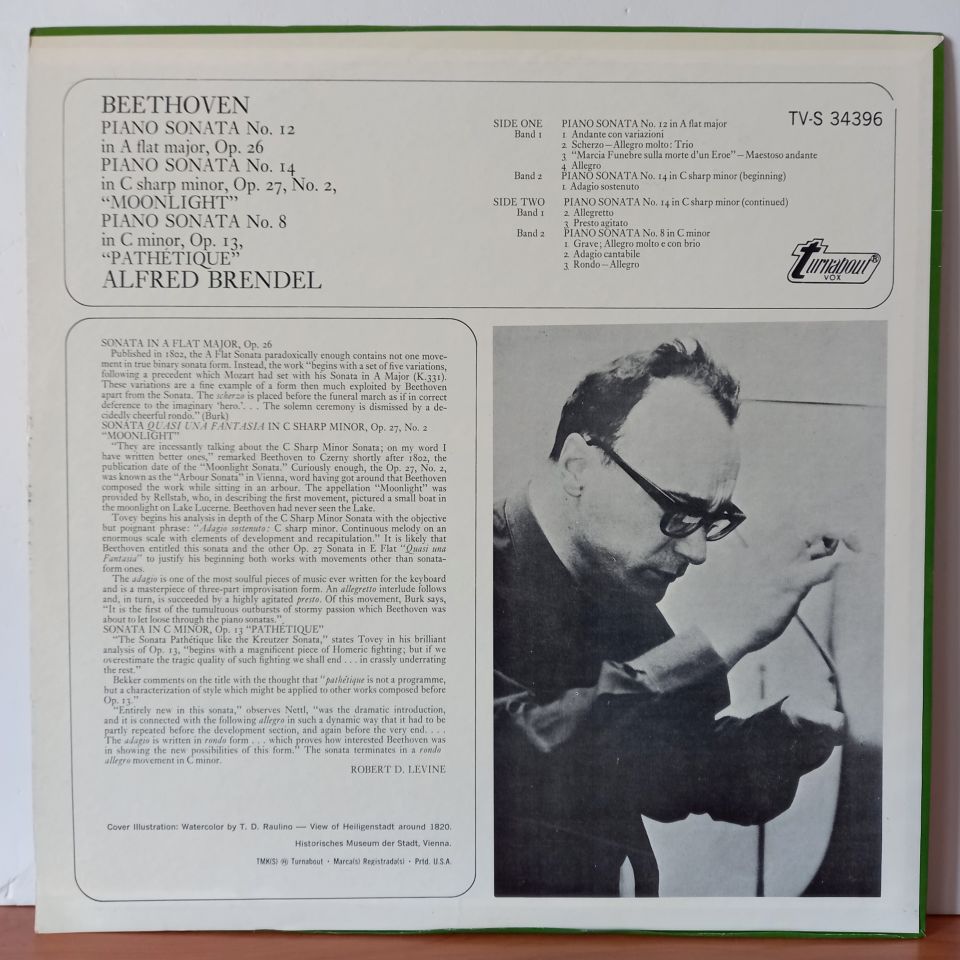 BEETHOVEN
PIANO SONATA No. 12
in A flat major, Op. 26
PIANO SONATA No. 14
in C sharp minor, Op. 27, No. 2,
“MOONLIGHT”
PIANO SONATA No. 8
in C minor, Op. 13,
“PATHÉTIQUE”
ALFRED BRENDEL
SIDE ONE PIANO SONATA No. 12 in A flat major
Band 1 1 Andante con variazioni
2. Scherzo—Allegro molto: Trio
3 “Marcia Funebre sulla morte d'un Eroe”—Maestoso andante
4 Allegro
Band 2 PIANO SONATA No. 14 in C sharp minor (beginning)
1. Adagio sostenuto
SIDE TWO PIANO SONATA No. 14 in C sharp minor (continued)
Band 1 2. Allegretto
3 Presto agitato
Band 2 PIANO SONATA No. 8 in C minor
1 Grave; Allegro molto e con brio
2. Adagio cantabile
3 Rondo—Allegro
TV-S 34396
turnabout®
VOX
SONATA IN A FLAT MAJOR, Op. 26
Published in 1802, the A Flat Sonata paradoxically enough contains not one move-
ment in true binary sonata form. Instead, the work “begins with a set of five variations,
following a precedent which Mozart had set with his Sonata in A Major (K.331).
These variations are a fine example of a form then much exploited by Beethoven
apart from the Sonata. The scherzo is placed before the funeral march as if in correct
deference to the imaginary ‘hero.’. . . The solemn ceremony is dismissed by a de-
cidedly cheerful rondo.” (Burk)
SONATA QUASI UNA FANTASIA IN C SHARP MINOR, Op. 27, No. 2
“MOONLIGHT”
“They are incessantly talking about the C Sharp Minor Sonata; on my word I
have written better ones,” remarked Beethoven to Czerny shortly after 1802, the
publication date of the “Moonlight Sonata.” Curiously enough, the Op. 27, No. 2,
was known as the “Arbour Sonata” in Vienna, word having got around that Beethoven
composed the work while sitting in an arbour. The appellation “Moonlight” was
provided by Rellstab, who, in describing the first movement, pictured a small boat in
the moonlight on Lake Lucerne. Beethoven had never seen the Lake.
Tovey begins his analysis in depth of the C Sharp Minor Sonata with the objective
but poignant phrase: “Adagio sostenuto: C sharp minor. Continuous melody on an
enormous scale with elements of development and recapitulation.” It is likely that
Beethoven entitled this sonata and the other Op. 27 Sonata in E Flat “Quasi una
Fantasia” to justify his beginning both works with movements other than sonata-
form ones.
The adagio is one of the most soulful pieces of music ever written for the keyboard
and is a masterpiece of three-part improvisation form. An allegretto interlude follows
and, in turn, is succeeded by a highly agitated presto. Of this movement, Burk says,
“It is the first of the tumultuous outbursts of stormy passion which Beethoven was
about to let loose through the piano sonatas.”
SONATA IN C MINOR, Op. 13 “PATHÉTIQUE”
“The Sonata Pathétique like the Kreutzer Sonata,” states Tovey in his brilliant
analysis of Op. 13, “begins with a magnificent piece of Homeric fighting; but if we
overestimate the tragic quality of such fighting we shall end . . . in crassly underrating
the rest.”
Bekker comments on the title with the thought that “pathétique is not a programme,
but a characterization of style which might be applied to other works composed before
Op. 13.”
“Entirely new in this sonata,” observes Nettl, “was the dramatic introduction,
and it is connected with the following allegro in such a dynamic way that it had to be
partly repeated before the development section, and again before the very end. . . .
The adagio is written in rondo form . . . which proves how interested Beethoven was
in showing the new possibilities of this form.” The sonata terminates in a rondo
allegro movement in C minor.
ROBERT D. LEVINE
Cover Illustration: Watercolor by T. D. Raulino — View of Heiligenstadt around 1820.
Historisches Museum der Stadt, Vienna.
TMK(S) ® Turnabout • Marca(s) Registrada(s) • Prtd. U.S.A.